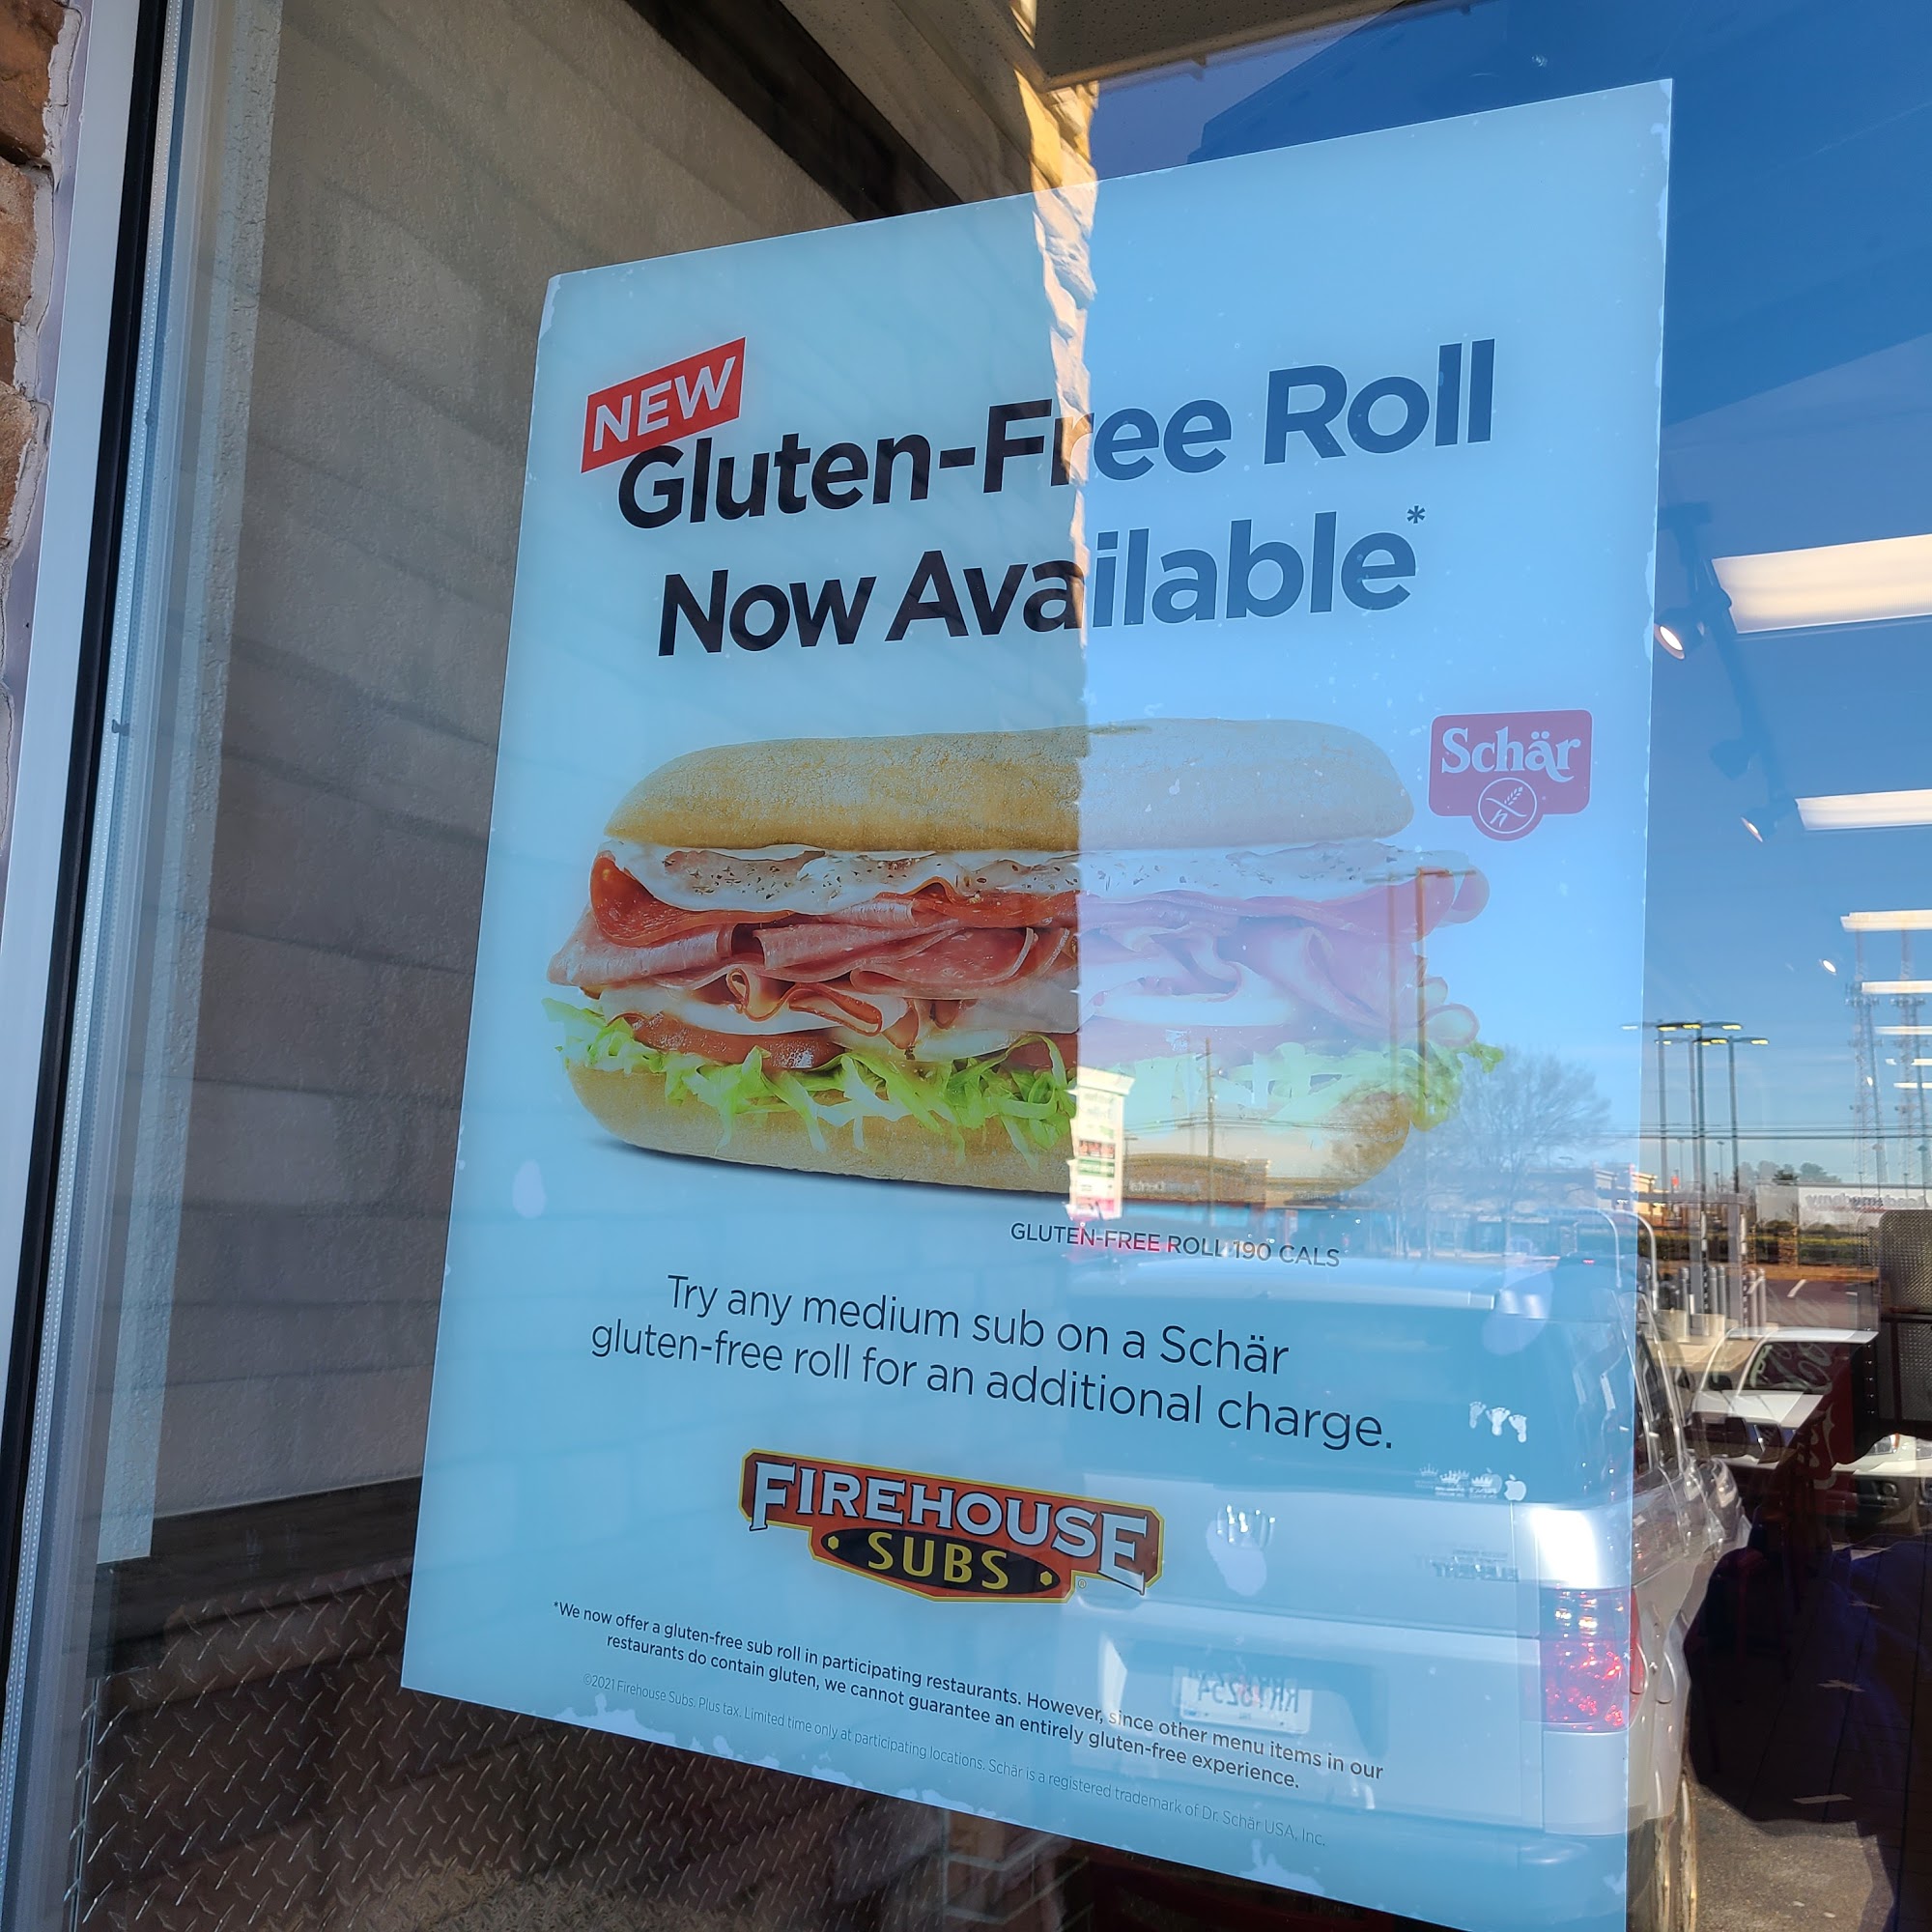 NEW
Gluten-Free Roll
Now Available*
Schär
GLUTEN-FREE ROLL 190 CALS
Try any medium sub on a Schär
gluten-free roll for an additional charge.
FIREHOUSE
SUBS
*We now offer a gluten-free sub roll in participating restaurants. However, since other menu items in our
restaurants do contain gluten, we cannot guarantee an entirely gluten-free experience.
©2021 Firehouse Subs. Plus tax. Limited time only at participating locations. Schär is a registered trademark of Dr. Schär USA, Inc.